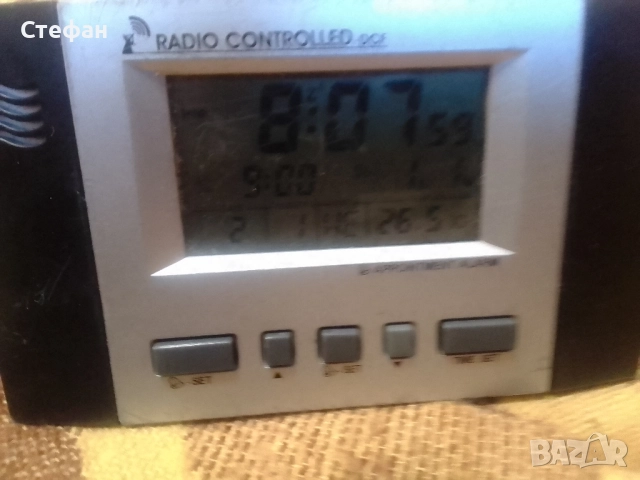 Стефан
RADIO CONTROLLED DCF
8:07 59
9:00
2 1 26.5
APPOINTMENT ALARM
SET ▲ SET ▼ TIME SET
BAZAR